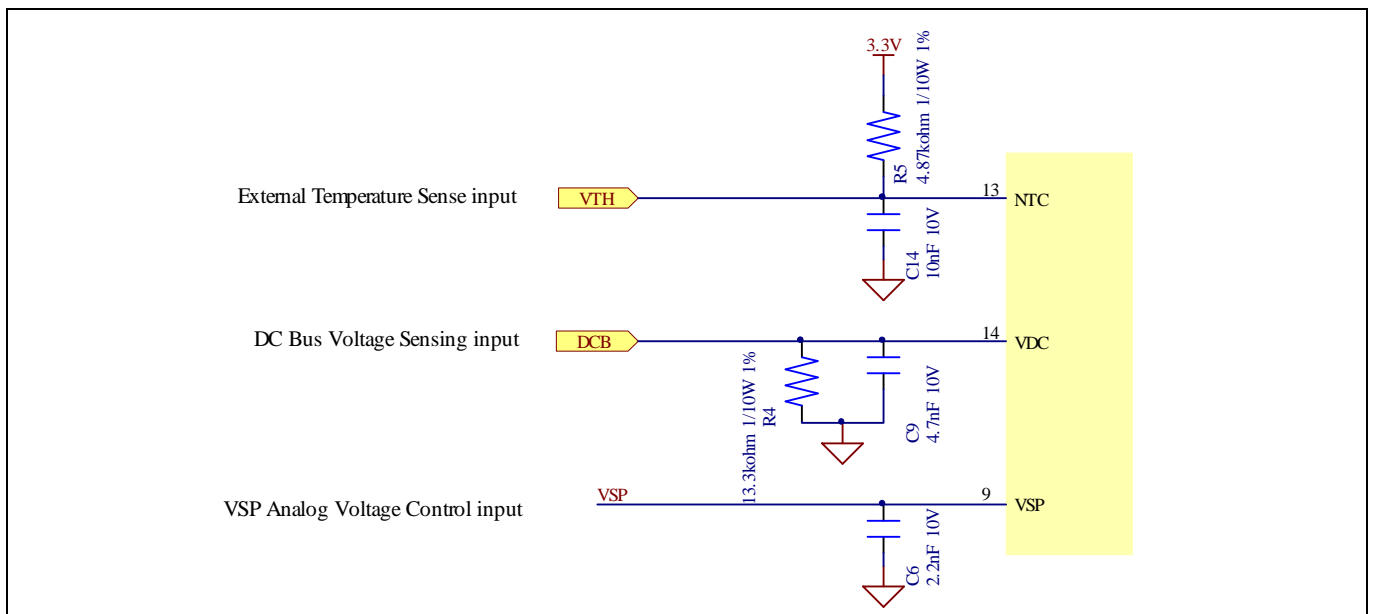 3.3V
R5
4.87kohm 1/10W 1%
External Temperature Sense input
VTH
13
NTC
C14
10nF 10V
DC Bus Voltage Sensing input
DCB
14
VDC
13.3kohm 1/10W 1%
R4
C9
4.7nF 10V
VSP Analog Voltage Control input
VSP
9
VSP
C6
2.2nF 10V